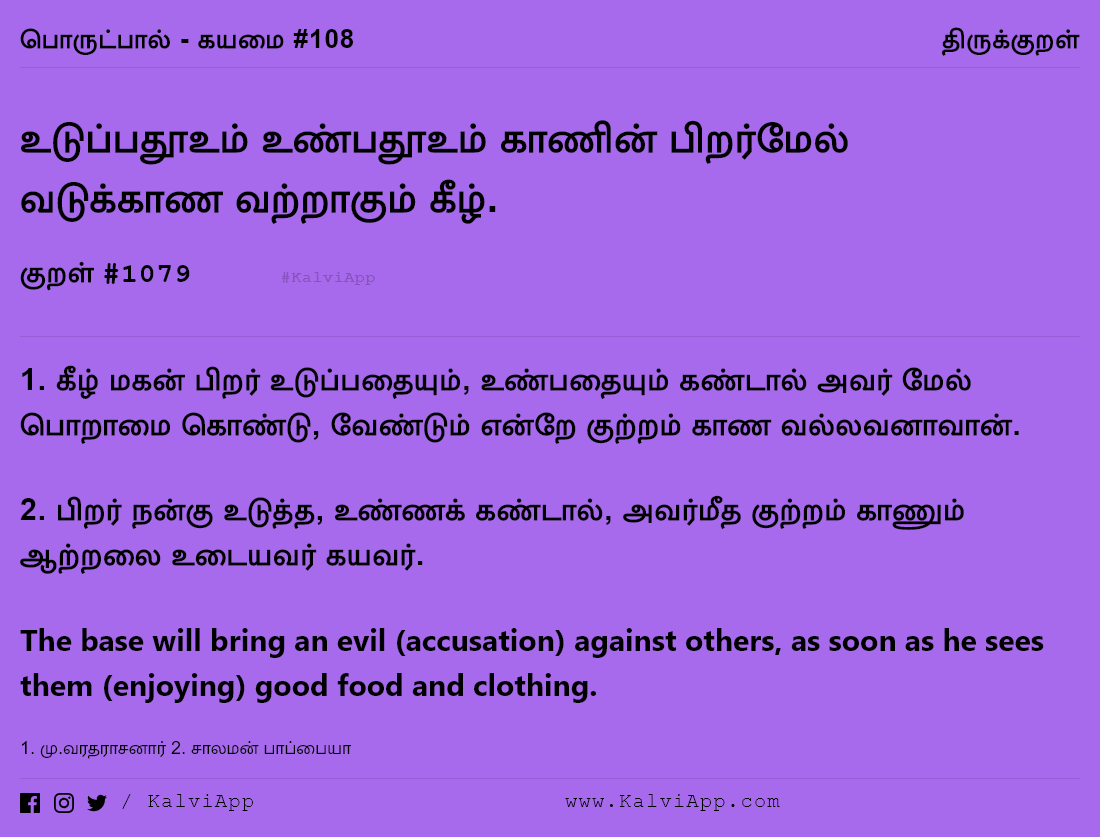 பொருட்பால் - கயமை #108
திருக்குறள்
உடுப்பதூஉம் உண்பதூஉம் காணின் பிறர்மேல்
வடுக்காண வற்றாகும் கீழ்.
குறள் #1079
#KalviApp
1. கீழ் மகன் பிறர் உடுப்பதையும், உண்பதையும் கண்டால் அவர் மேல்
பொறாமை கொண்டு, வேண்டும் என்றே குற்றம் காண வல்லவனாவான்.
2. பிறர் நன்கு உடுத்த, உண்ணக் கண்டால், அவர்மீத குற்றம் காணும்
ஆற்றலை உடையவர் கயவர்.
The base will bring an evil (accusation) against others, as soon as he sees
them (enjoying) good food and clothing.
1. மு.வரதராசனார் 2. சாலமன் பாப்பையா
/ KalviApp
www.KalviApp.com